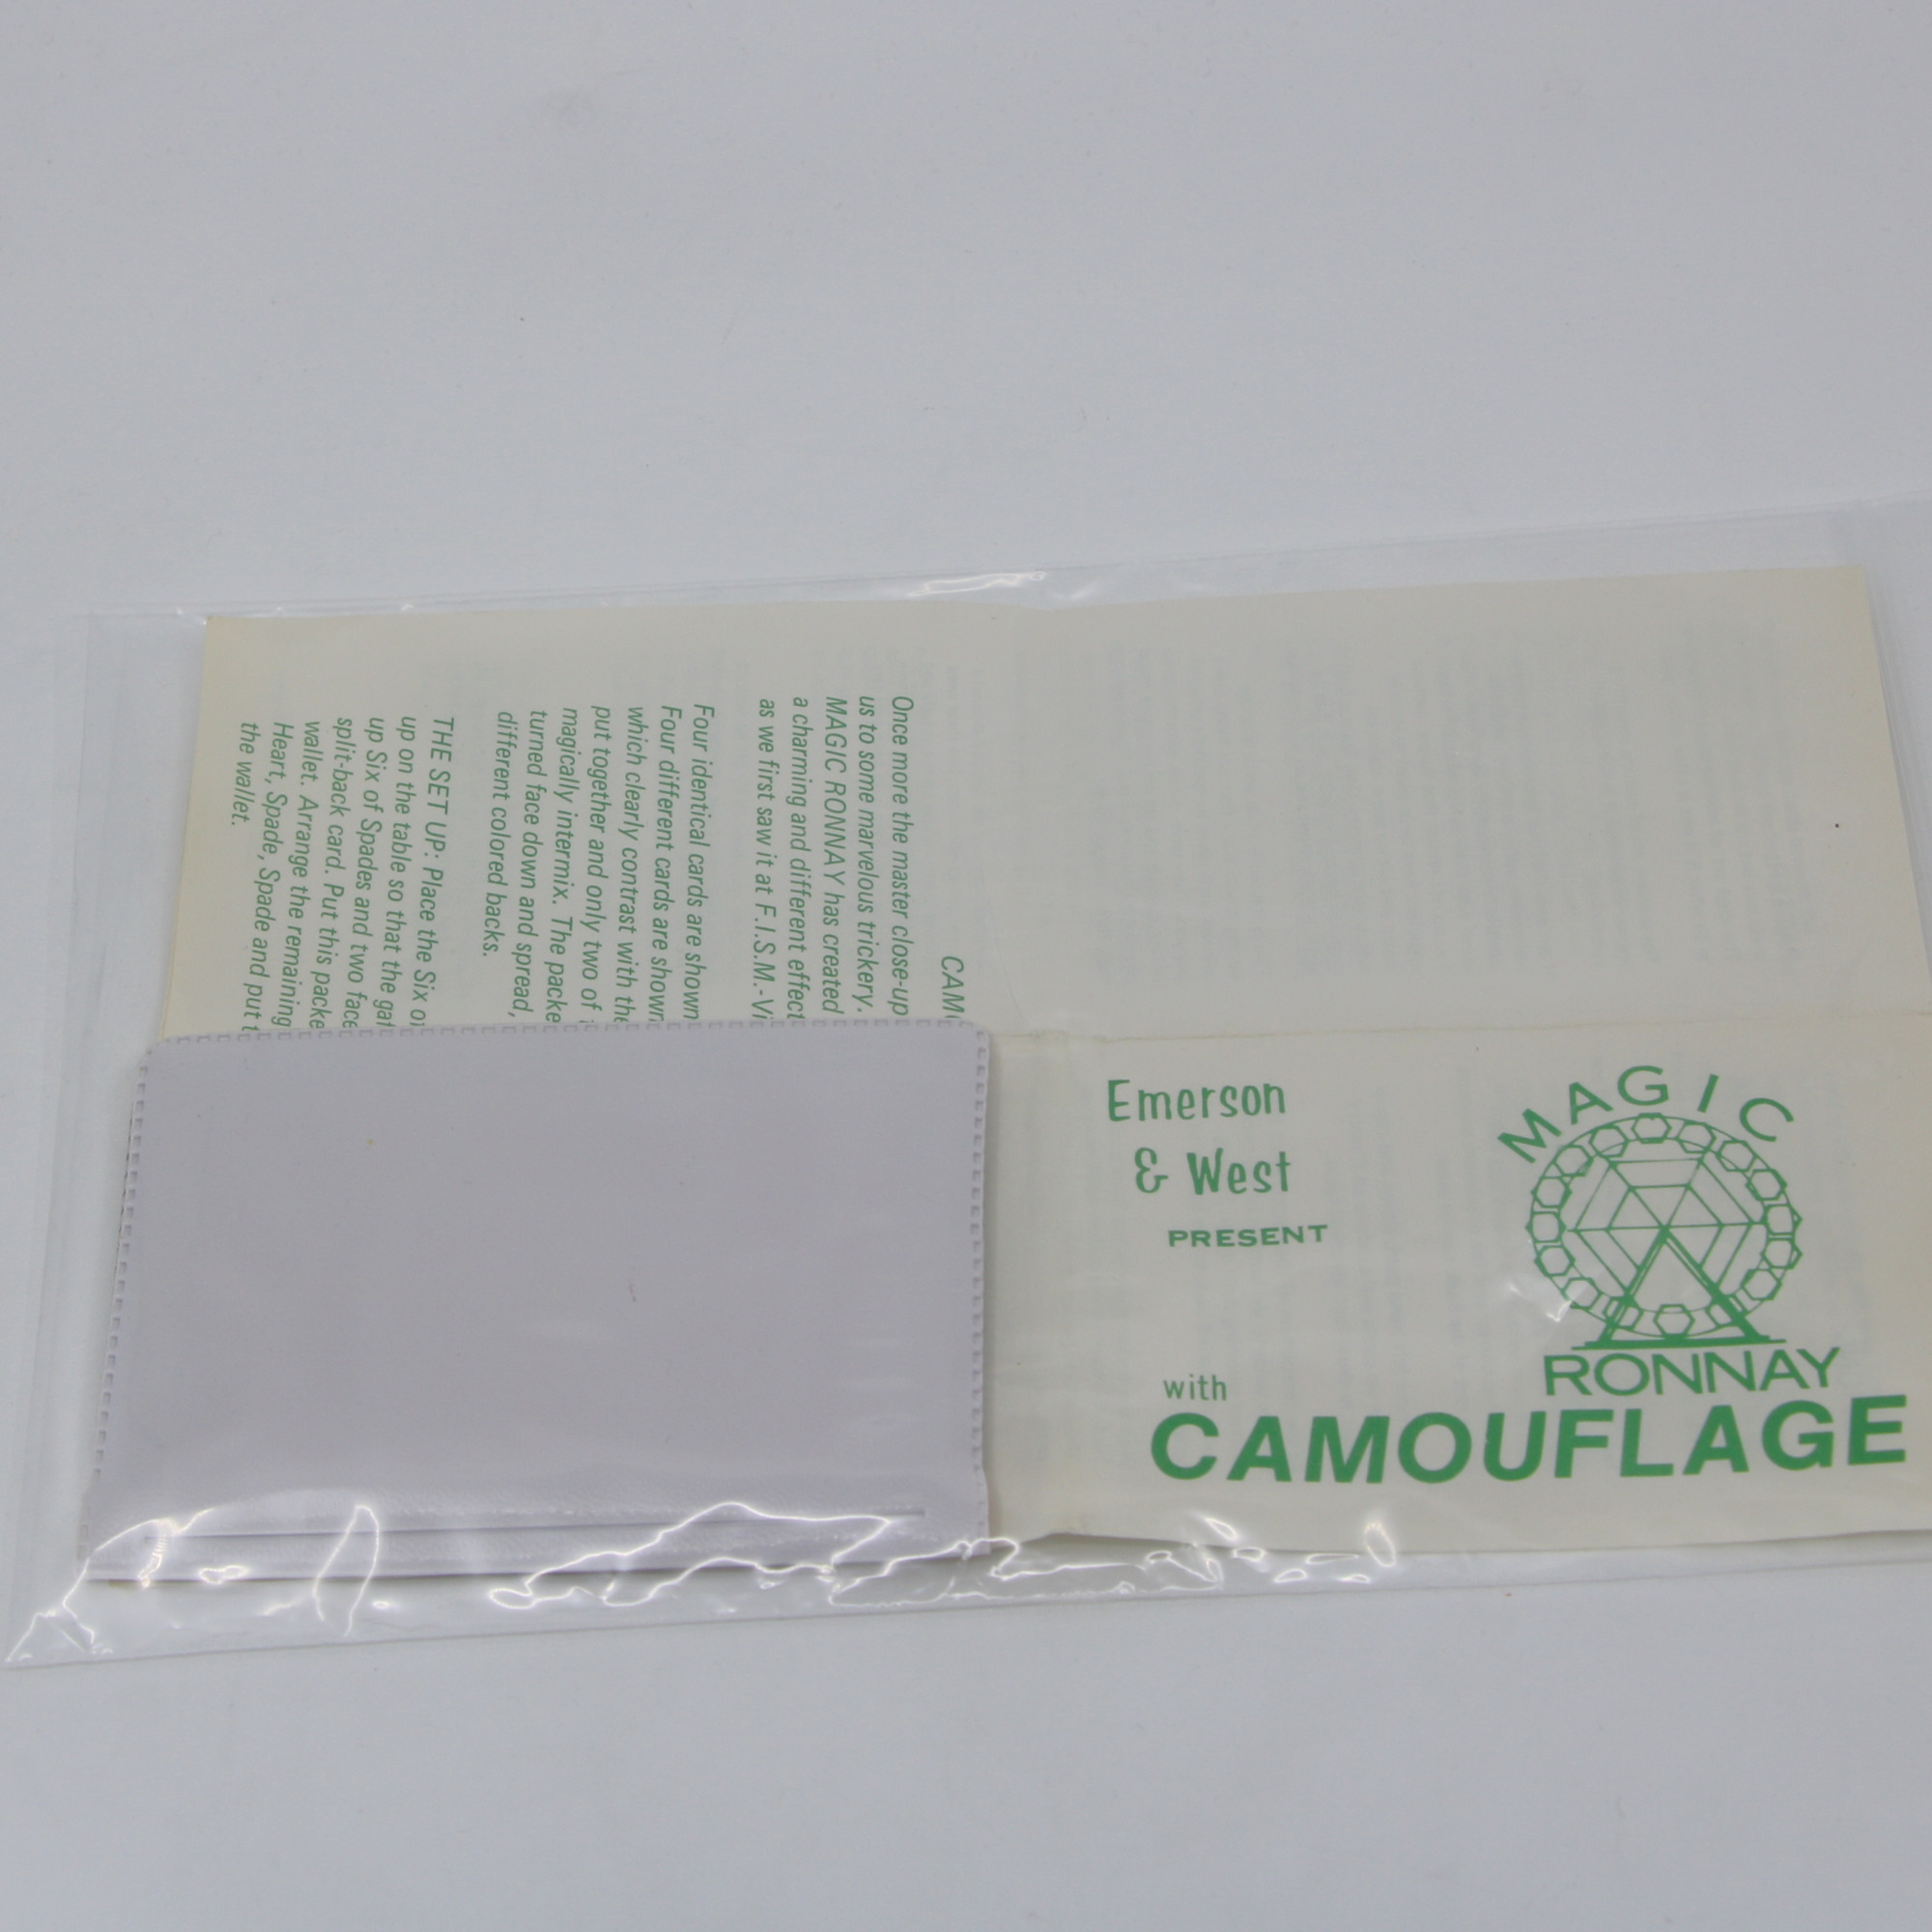 Emerson
& West
PRESENT
MAGIC
RONNAY
with
CAMOUFLAGE
Once more the master close-up
us to some marvelous trickery.
MAGIC RONNAY has created
a charming and different effect
as we first saw it at F.I.S.M.-Vi
Four identical cards are shown
Four different cards are shown
which clearly contrast with the
put together and only two of
magically intermix. The packe
turned face down and spread,
different colored backs.
THE SET UP: Place the Six of
up on the table so that the gaf
up Six of Spades and two face
split-back card. Put this packe
wallet. Arrange the remaining
Heart, Spade, Spade and put t
the wallet.